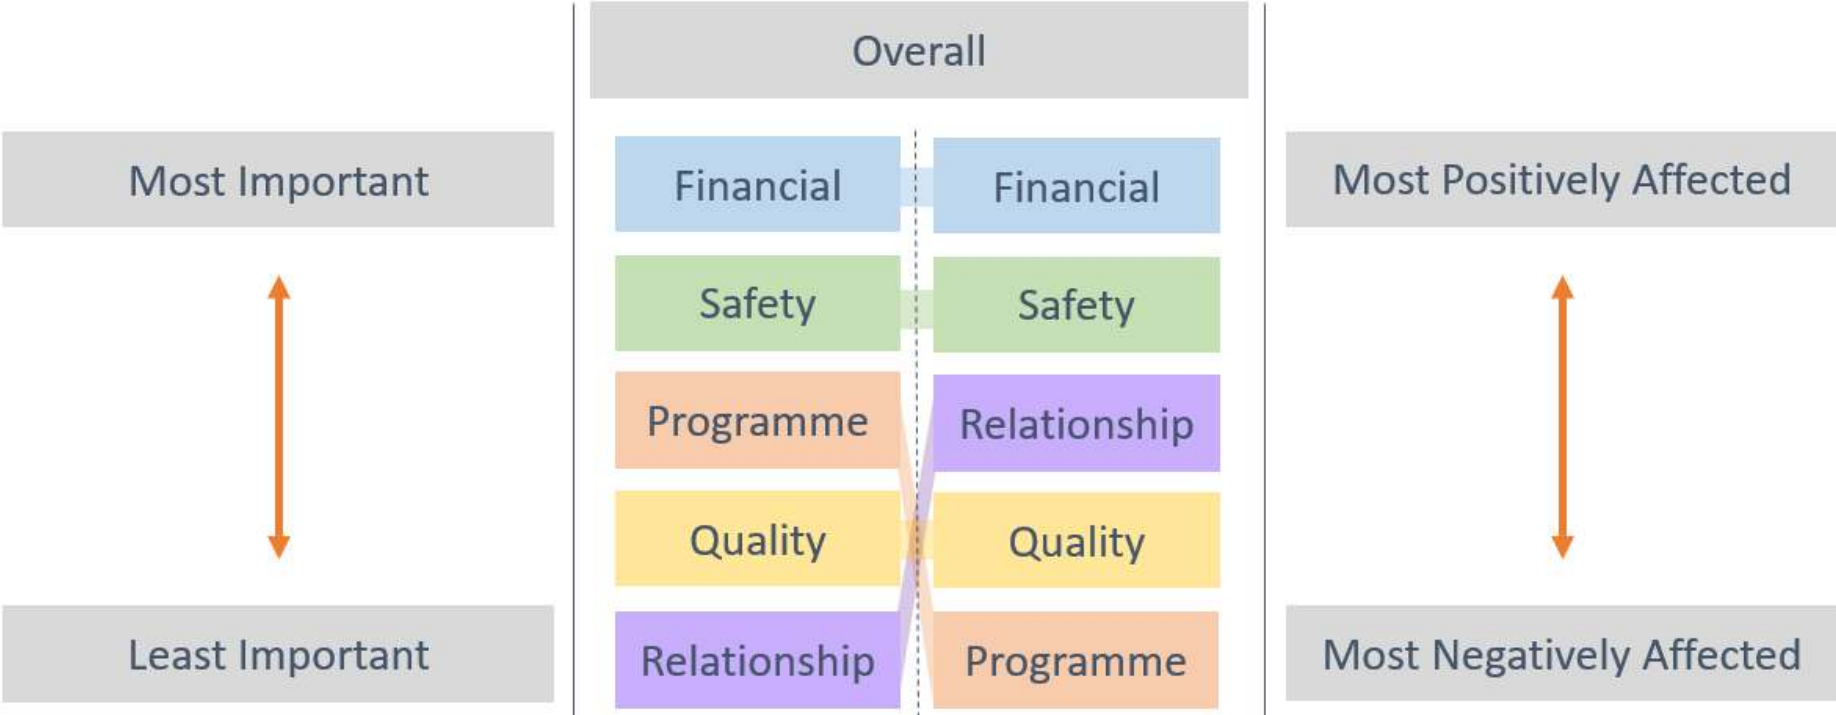 Overall
Most Important
Financial
Financial
Most Positively Affected
Safety
Safety
Programme
Relationship
Quality
Quality
Least Important
Relationship
Programme
Most Negatively Affected